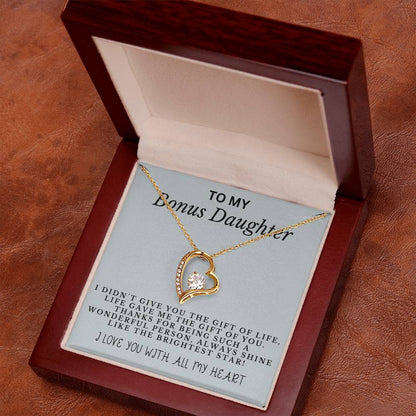 TO MY
Bonus Daughter
I DIDN'T GIVE YOU THE GIFT OF LIFE,
LIFE GAVE ME THE GIFT OF YOU.
THANKS FOR BEING SUCH A
WONDERFUL PERSON, ALWAYS SHINE
LIKE THE BRIGHTEST STAR!
I LOVE YOU WITH ALL MY HEART